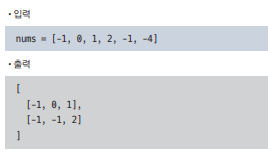 • 입력
nums = [-1, 0, 1, 2, -1, -4]
• 출력
[
  [-1, 0, 1],
  [-1, -1, 2]
]